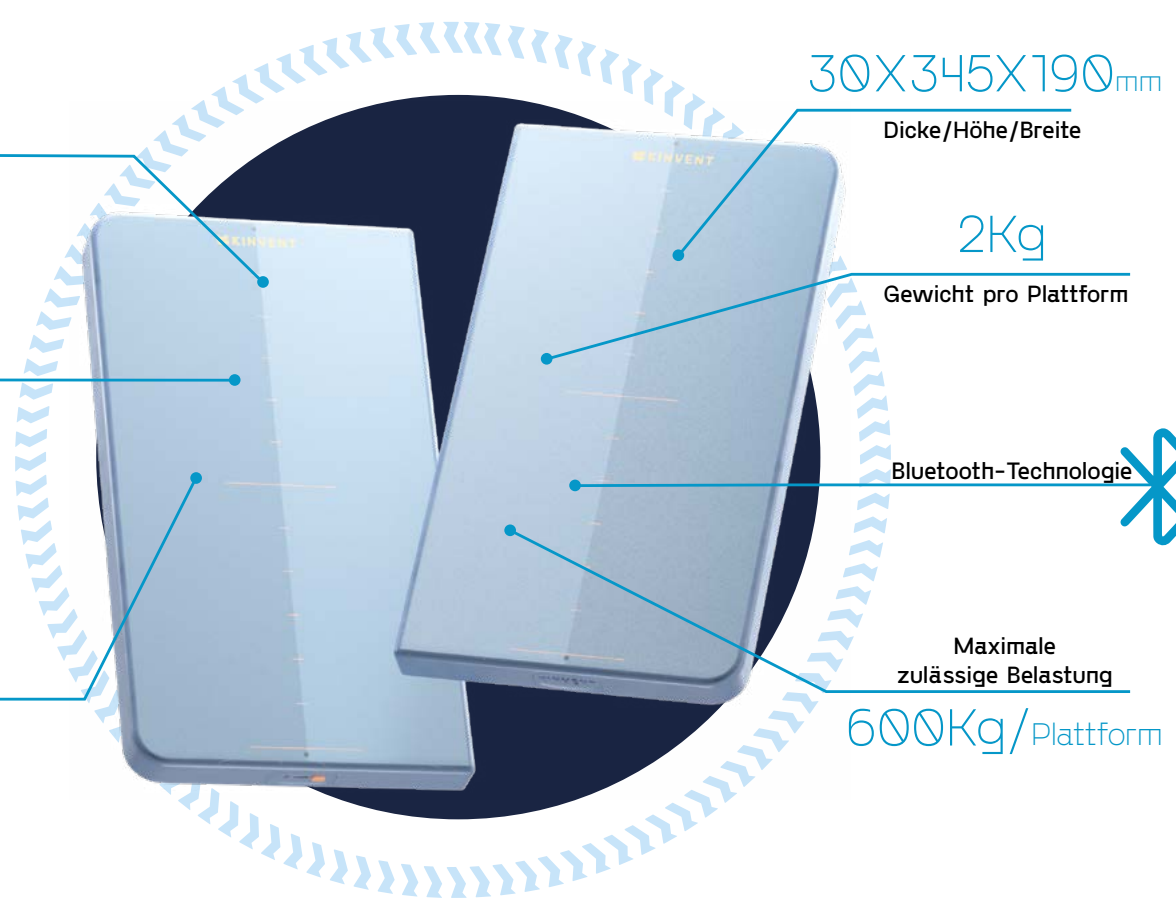 30X345X190mm
Dicke/Höhe/Breite
KINVENT
2Kg
Gewicht pro Plattform
KINVENT
Bluetooth-Technologie
Maximale
zulässige Belastung
600Kg/Plattform